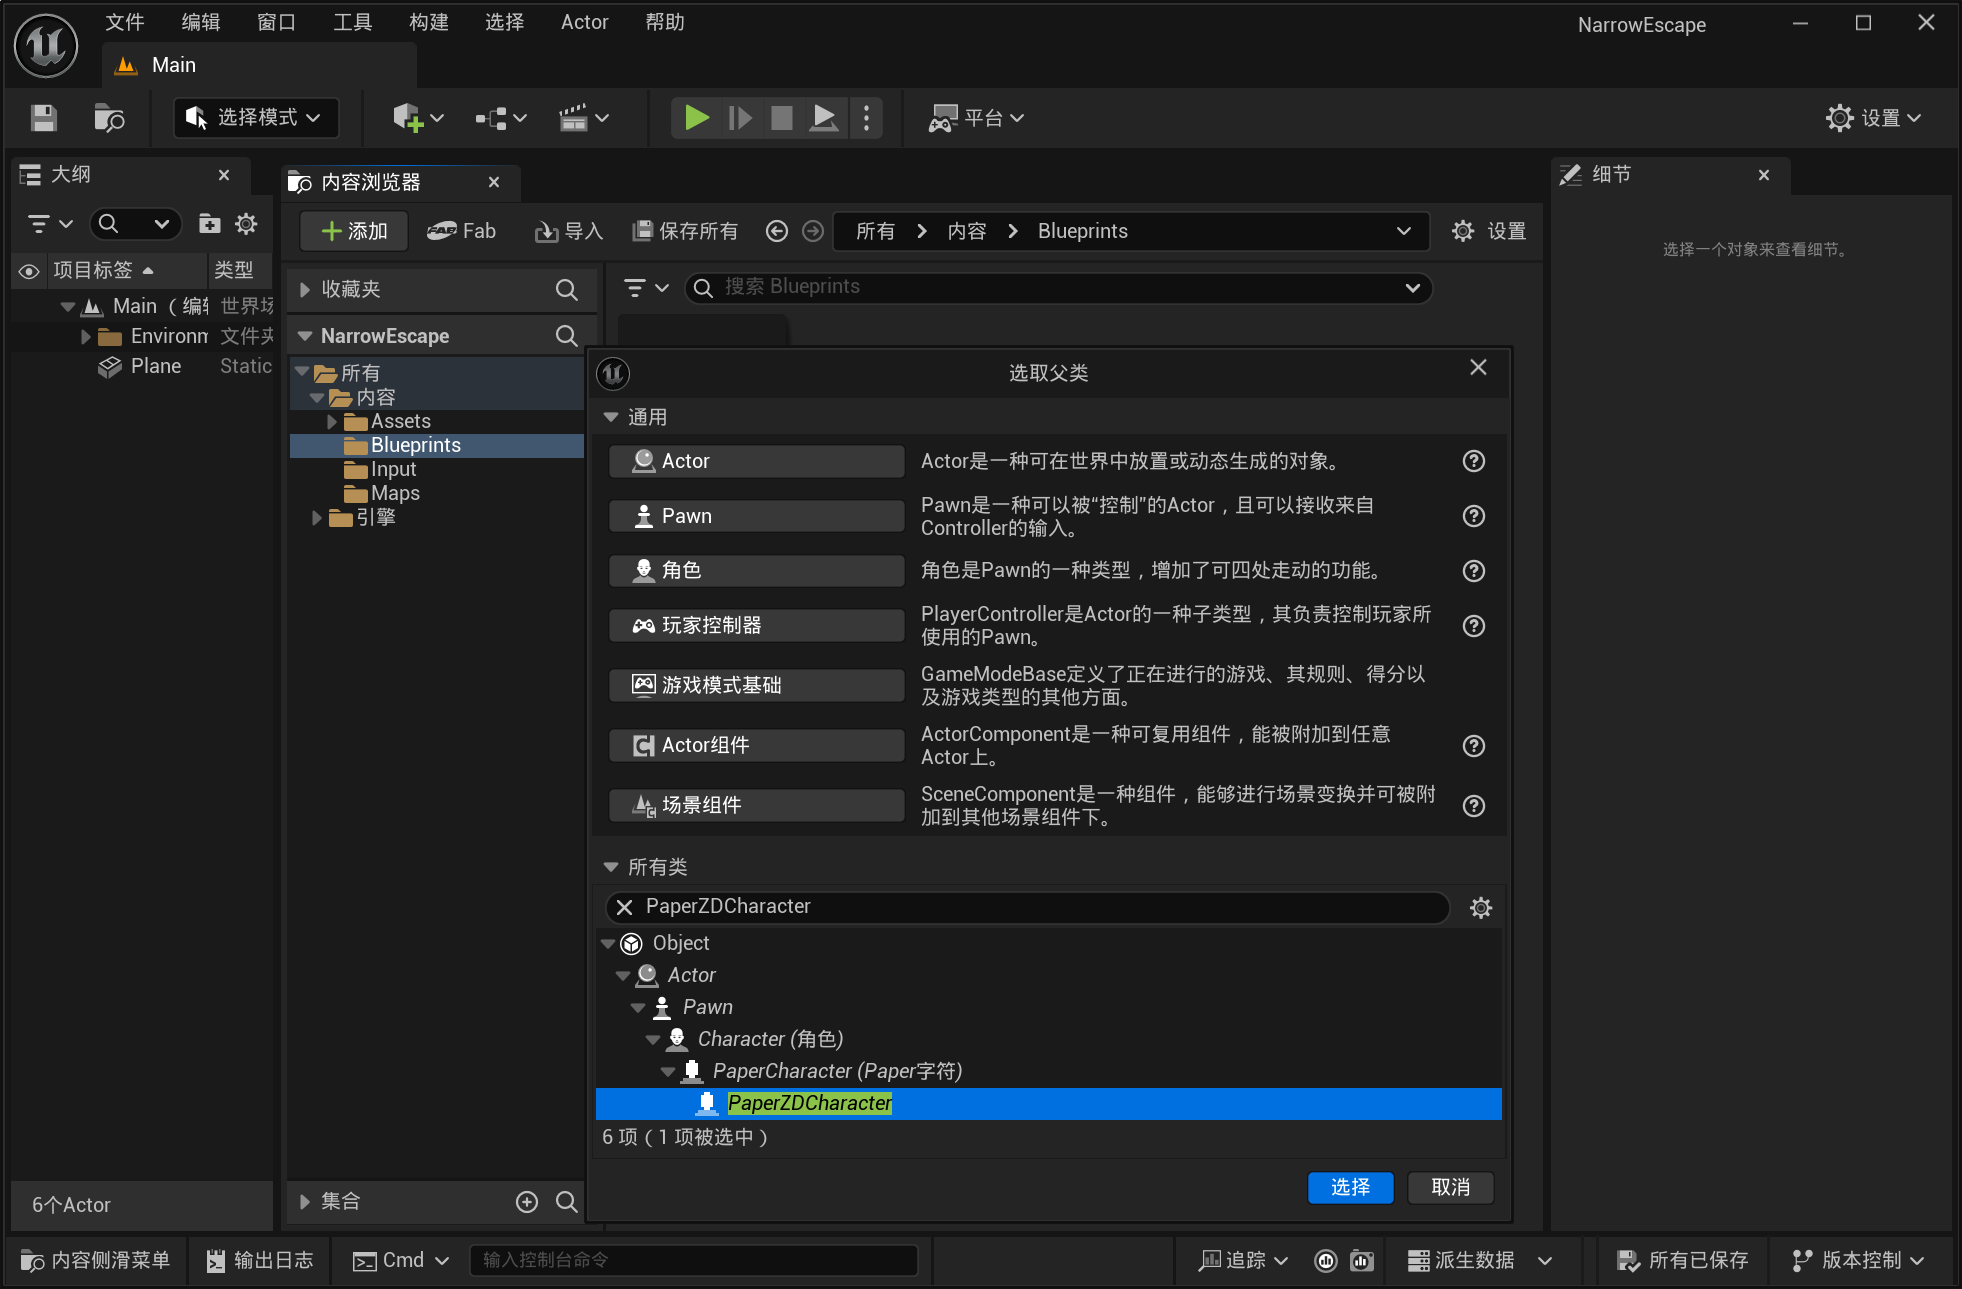 文件 编辑 窗口 工具 构建 选择 Actor 帮助
NarrowEscape
Main
选择模式
平台
设置
大纲
项目标签 类型
Main（编辑 世界场
Environm 文件夹
Plane Static
6个Actor
内容浏览器
添加 Fab 导入 保存所有 所有 内容 Blueprints 设置
收藏夹
搜索 Blueprints
NarrowEscape
所有
内容
Assets
Blueprints
Input
Maps
引擎
集合
选取父类
通用
Actor Actor是一种可在世界中放置或动态生成的对象。
Pawn Pawn是一种可以被“控制”的Actor，且可以接收来自
Controller的输入。
角色 角色是Pawn的一种类型，增加了可四处走动的功能。
玩家控制器 PlayerController是Actor的一种子类型，其负责控制玩家所
使用的Pawn。
游戏模式基础 GameModeBase定义了正在进行的游戏、其规则、得分以
及游戏类型的其他方面。
Actor组件 ActorComponent是一种可复用组件，能被附加到任意
Actor上。
场景组件 SceneComponent是一种组件，能够进行场景变换并可被附
加到其他场景组件下。
所有类
PaperZDCharacter
Object
Actor
Pawn
Character (角色)
PaperCharacter (Paper字符)
PaperZDCharacter
6 项（1 项被选中）
选择 取消
细节
选择一个对象来查看细节。
内容侧滑菜单 输出日志 Cmd 输入控制台命令 追踪 派生数据 所有已保存 版本控制